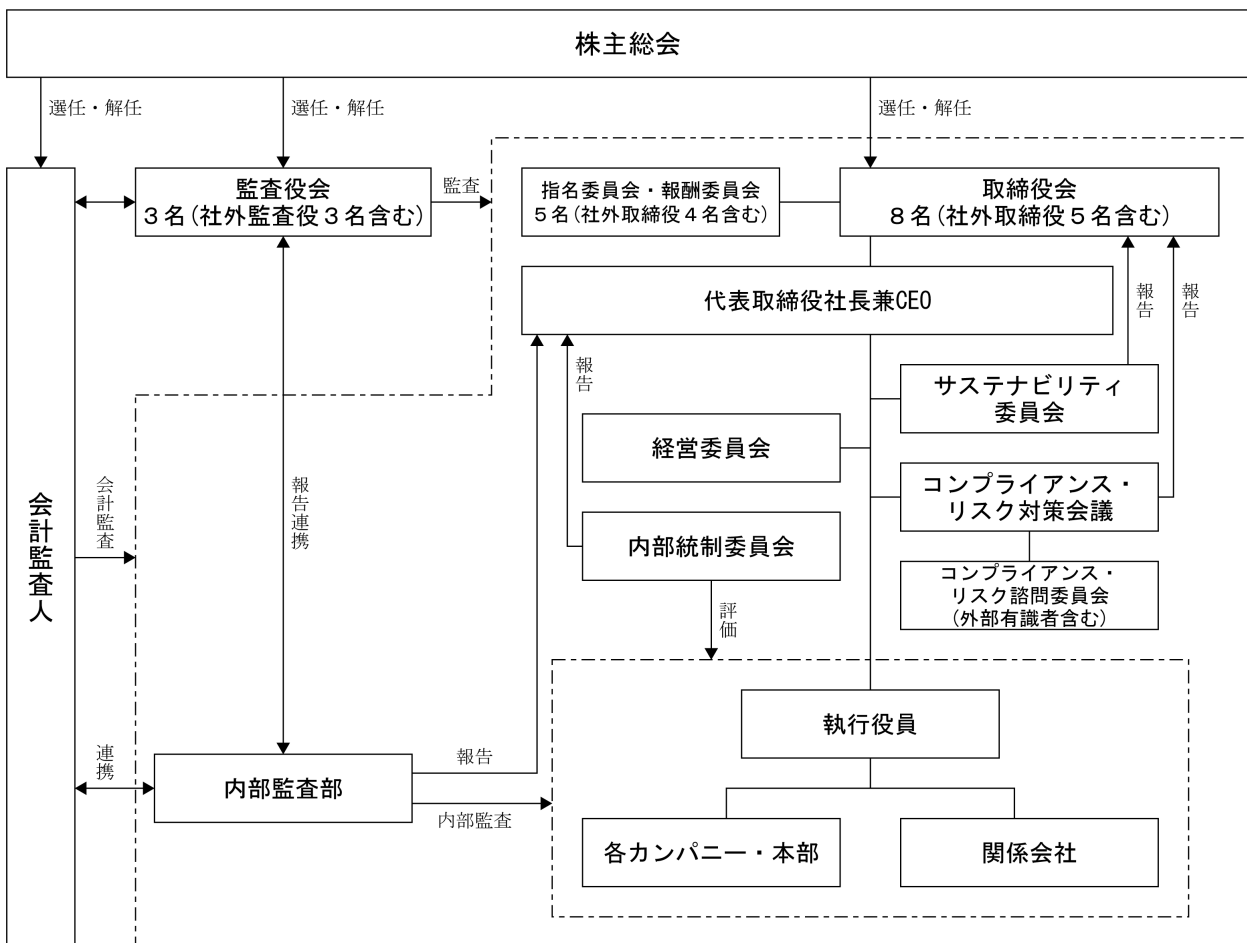 株主総会
選任・解任
選任・解任
選任・解任
監査役会
3名(社外監査役3名含む)
監査
指名委員会・報酬委員会
5名(社外取締役4名含む)
取締役会
8名(社外取締役5名含む)
代表取締役社長兼CEO
報告
報告
報告
サステナビリティ
委員会
経営委員会
コンプライアンス・
リスク対策会議
会計監査人
会計監査
報告連携
内部統制委員会
コンプライアンス・
リスク諮問委員会
(外部有識者含む)
評価
執行役員
連携
内部監査部
報告
内部監査
各カンパニー・本部
関係会社